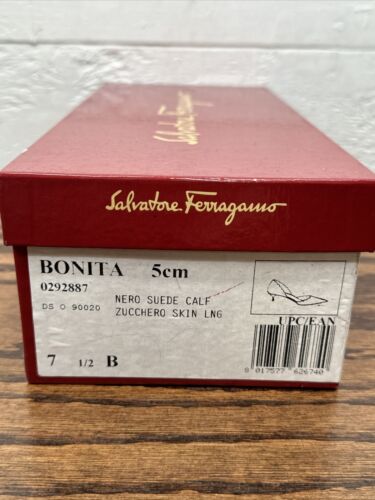 Salvatore Ferragamo
Salvatore Ferragamo
BONITA 5cm
0292887
DS O 90020
NERO SUEDE CALF
ZUCCHERO SKIN LNG
UPC/EAN
7 1/2 B
8 017577 626740